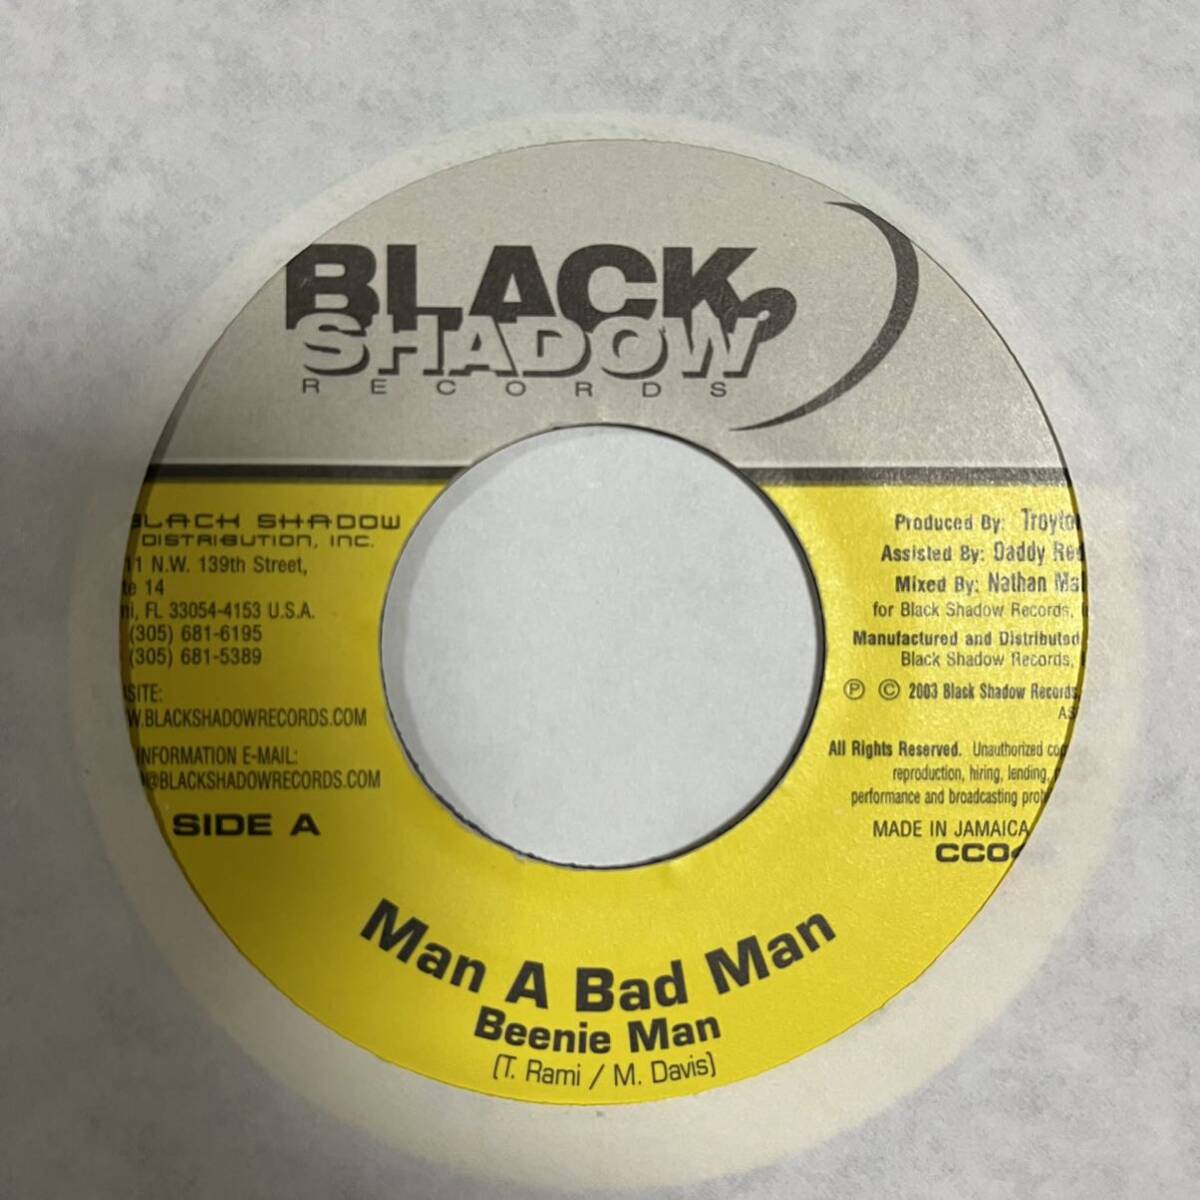 BLACK
SHADOW
RECORDS
BLACK SHADOW
DISTRIBUTION, INC.
N.W. 139th Street,
14
FL 33054-4153 U.S.A.
(305) 681-6195
(305) 681-5389
SITE:
W.BLACKSHADOWRECORDS.COM
INFORMATION E-MAIL:
@BLACKSHADOWRECORDS.COM
SIDE A
Produced By:
Assisted By: Daddy
Mixed By: Nathan
for Black Shadow Records,
Manufactured and Distributed
Black Shadow Records,
Ⓟ © 2003 Black Shadow Records,
All Rights Reserved. Unauthorized
reproduction, hiring, lending,
performance and broadcasting
MADE IN JAMAICA
Man A Bad Man
Beenie Man
(T. Rami / M. Davis)